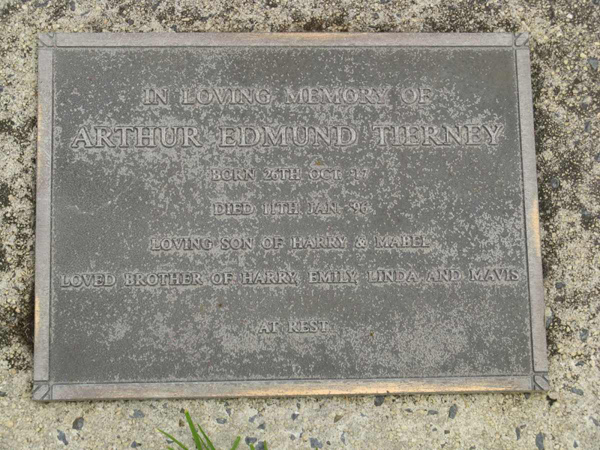 IN LOVING MEMORY OF
ARTHUR EDMUND TIERNEY
BORN 26TH OCT '17
DIED 11TH JAN '96
LOVING SON OF HARRY & MABEL
LOVED BROTHER OF HARRY, EMILY, LINDA AND MAVIS
AT REST